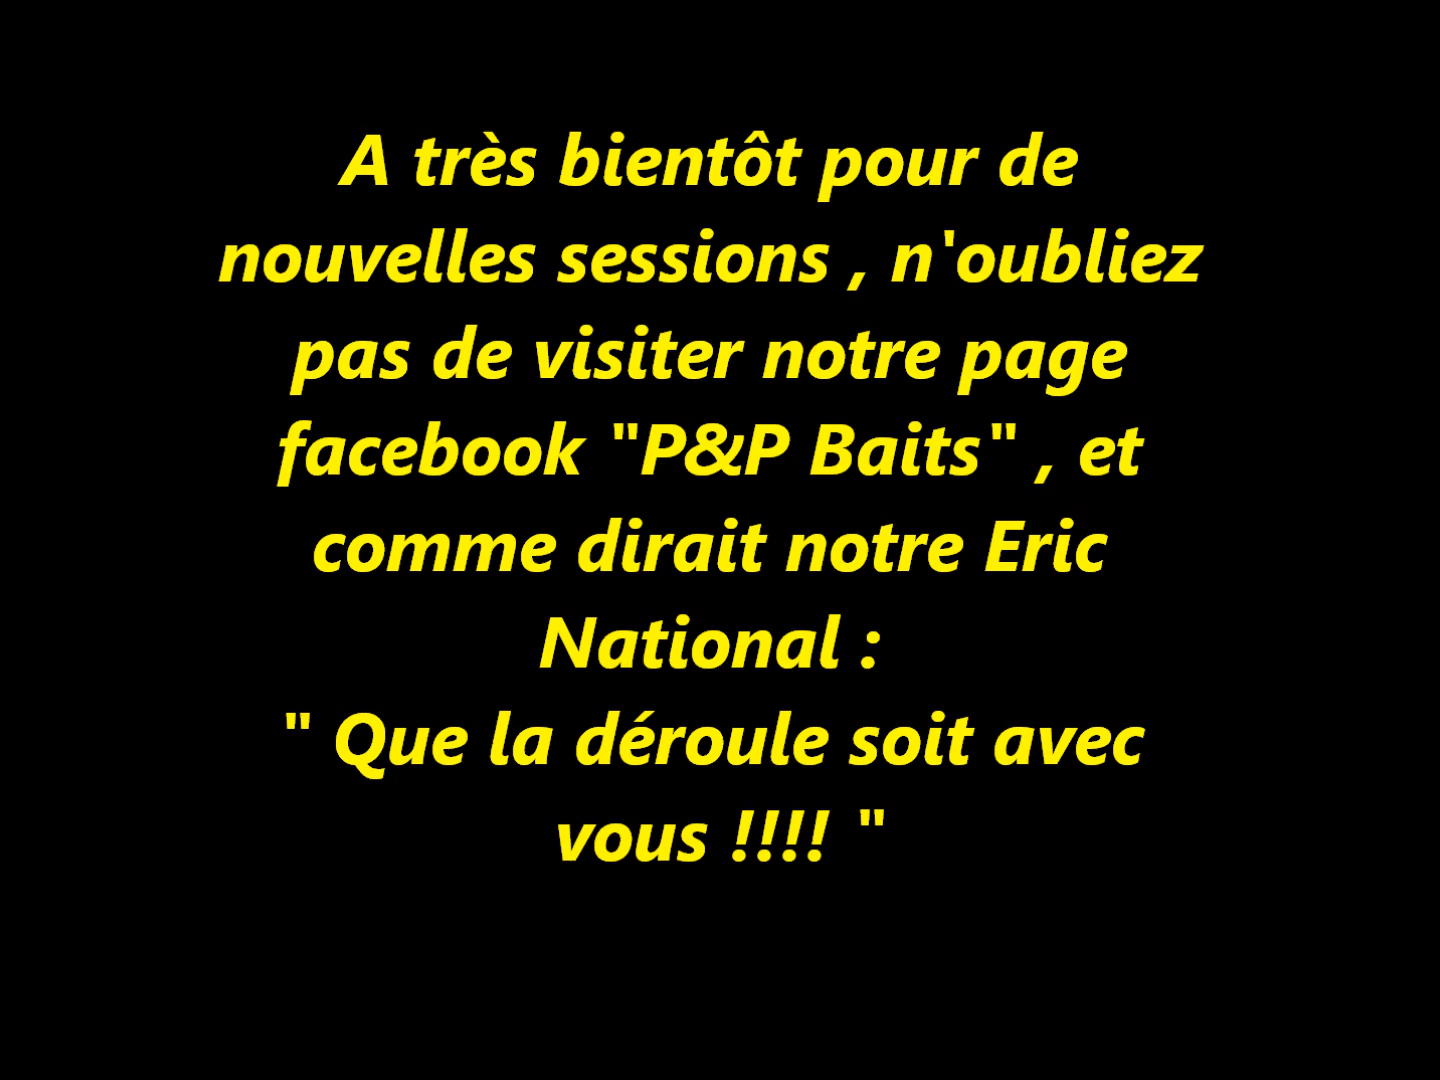 A très bientôt pour de
nouvelles sessions , n'oubliez
pas de visiter notre page
facebook "P&P Baits" , et
comme dirait notre Eric
National :
" Que la déroule soit avec
vous !!!! "